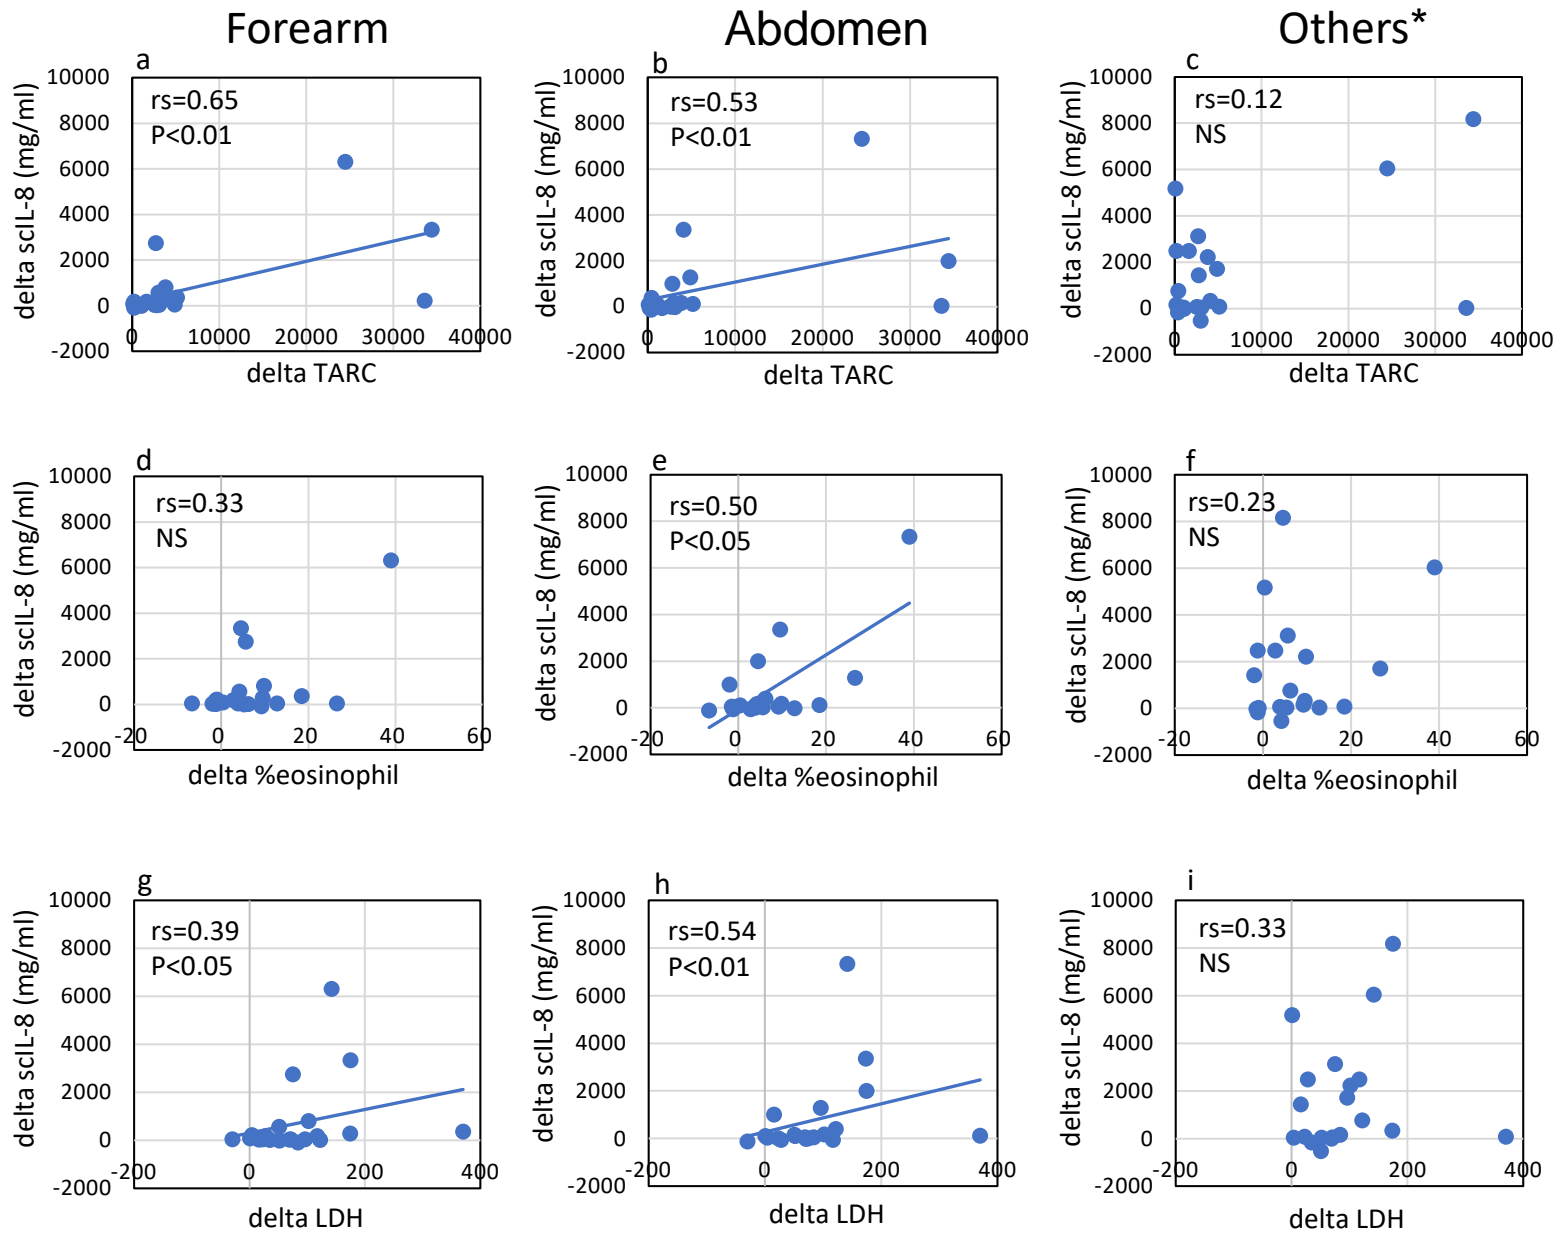 Forearm
Abdomen
Others*
a
10000
8000
6000
4000
2000
0
-2000
delta scIL-8 (mg/ml)
rs=0.65
P<0.01
0
10000
20000
30000
40000
delta TARC
b
10000
8000
6000
4000
2000
0
-2000
delta scIL-8 (mg/ml)
rs=0.53
P<0.01
0
10000
20000
30000
40000
delta TARC
c
10000
8000
6000
4000
2000
0
-2000
delta scIL-8 (mg/ml)
rs=0.12
NS
0
10000
20000
30000
40000
delta TARC
d
10000
8000
6000
4000
2000
0
-2000
delta scIL-8 (mg/ml)
rs=0.33
NS
-20
0
20
40
60
delta %eosinophil
e
10000
8000
6000
4000
2000
0
-2000
delta scIL-8 (mg/ml)
rs=0.50
P<0.05
-20
0
20
40
60
delta %eosinophil
f
10000
8000
6000
4000
2000
0
-2000
delta scIL-8 (mg/ml)
rs=0.23
NS
-20
0
20
40
60
delta %eosinophil
g
10000
8000
6000
4000
2000
0
-2000
delta scIL-8 (mg/ml)
rs=0.39
P<0.05
-200
0
200
400
delta LDH
h
10000
8000
6000
4000
2000
0
-2000
delta scIL-8 (mg/ml)
rs=0.54
P<0.01
-200
0
200
400
delta LDH
i
10000
8000
6000
4000
2000
0
-2000
delta scIL-8 (mg/ml)
rs=0.33
NS
-200
0
200
400
delta LDH